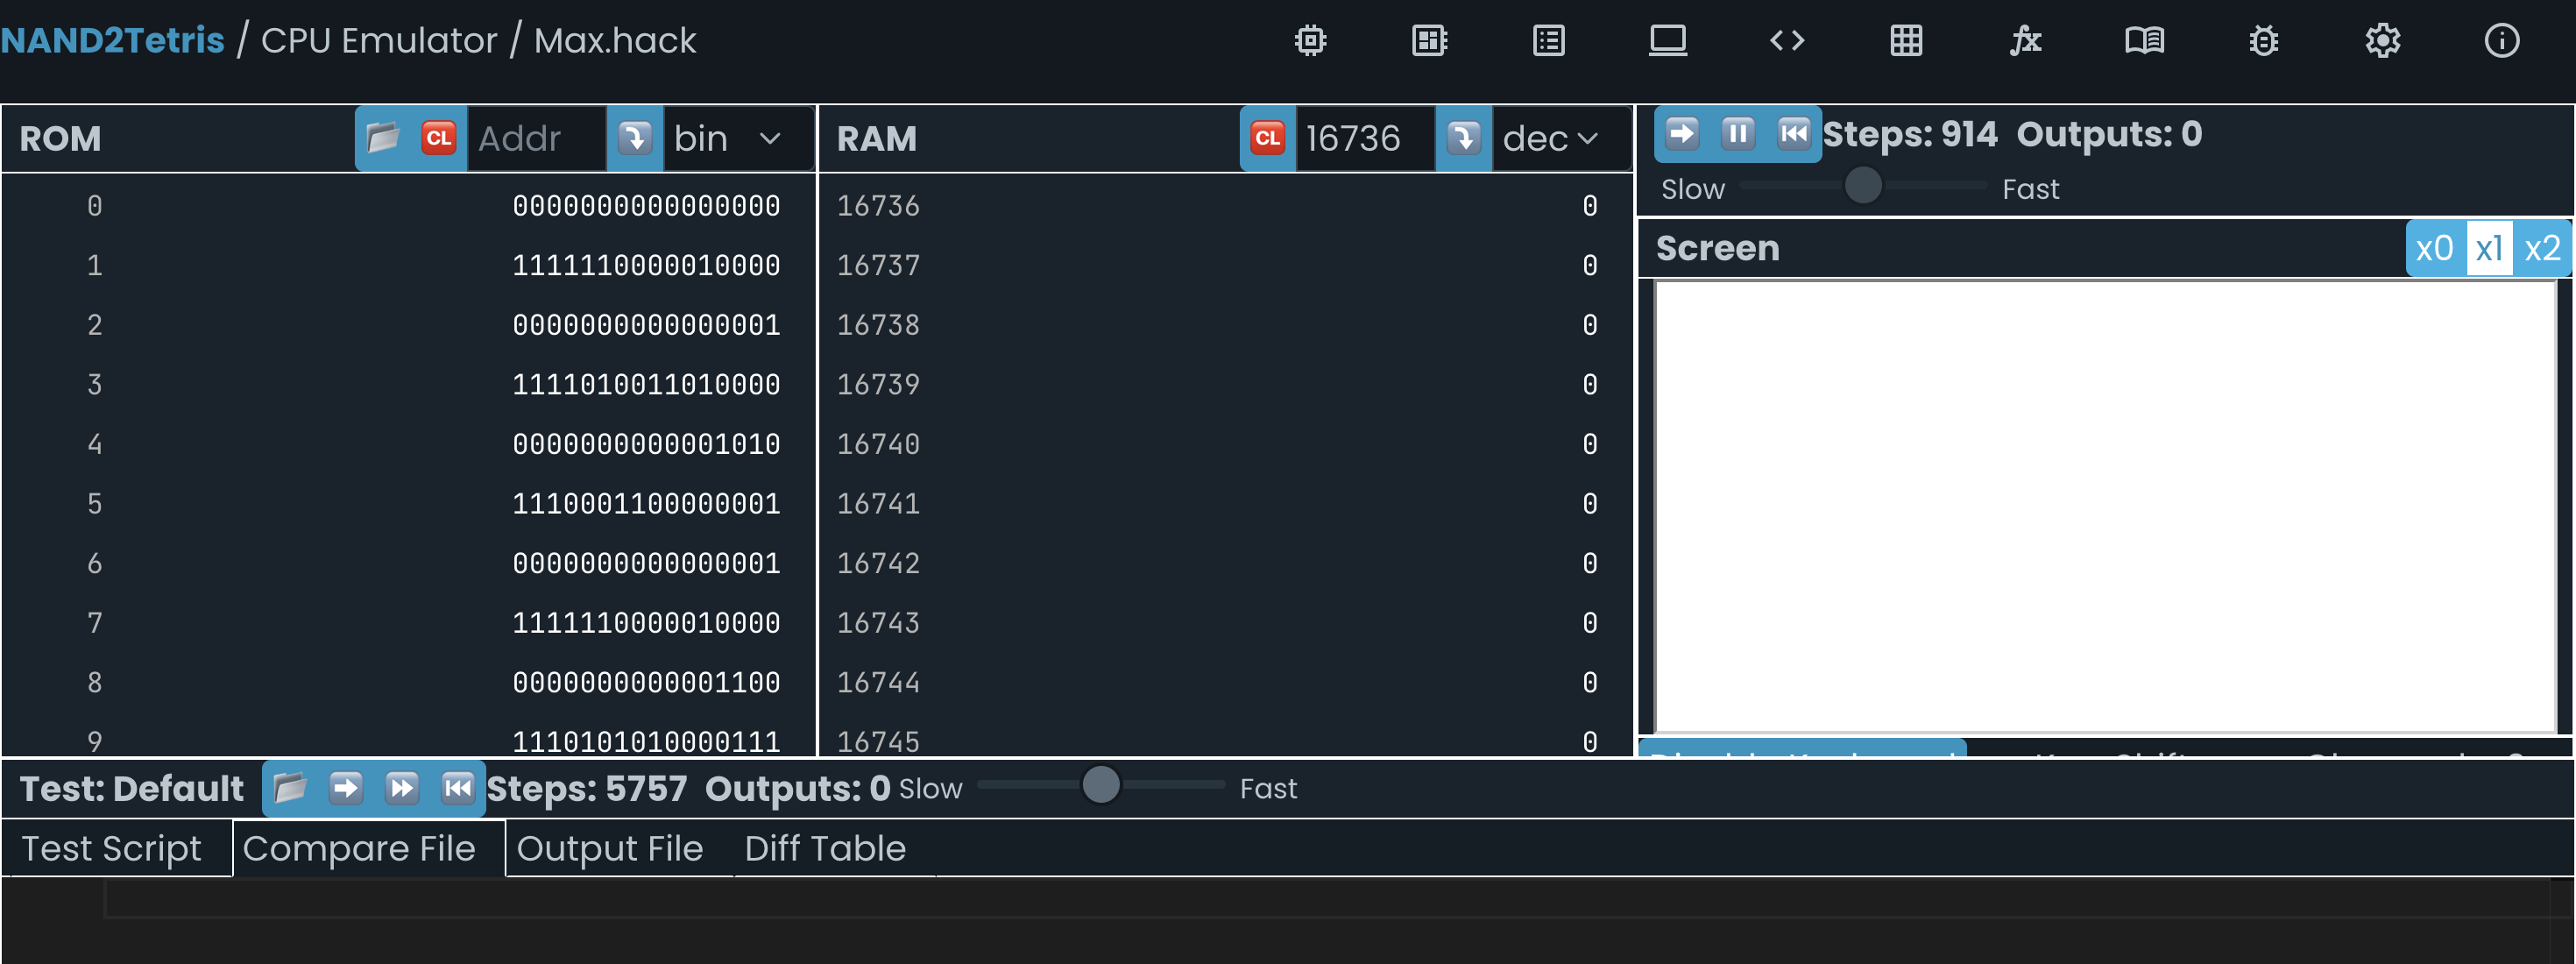 NAND2Tetris / CPU Emulator / Max.hack
ROM CL Addr bin
0 0000000000000000
1 1111110000010000
2 0000000000000001
3 1111010011010000
4 0000000000001010
5 1110001100000001
6 0000000000000001
7 1111110000010000
8 0000000000001100
9 1110101010000111
RAM CL 16736 dec
16736 0
16737 0
16738 0
16739 0
16740 0
16741 0
16742 0
16743 0
16744 0
16745 0
Steps: 914 Outputs: 0
Slow Fast
Screen x0 x1 x2
Test: Default Steps: 5757 Outputs: 0 Slow Fast
Test Script Compare File Output File Diff Table